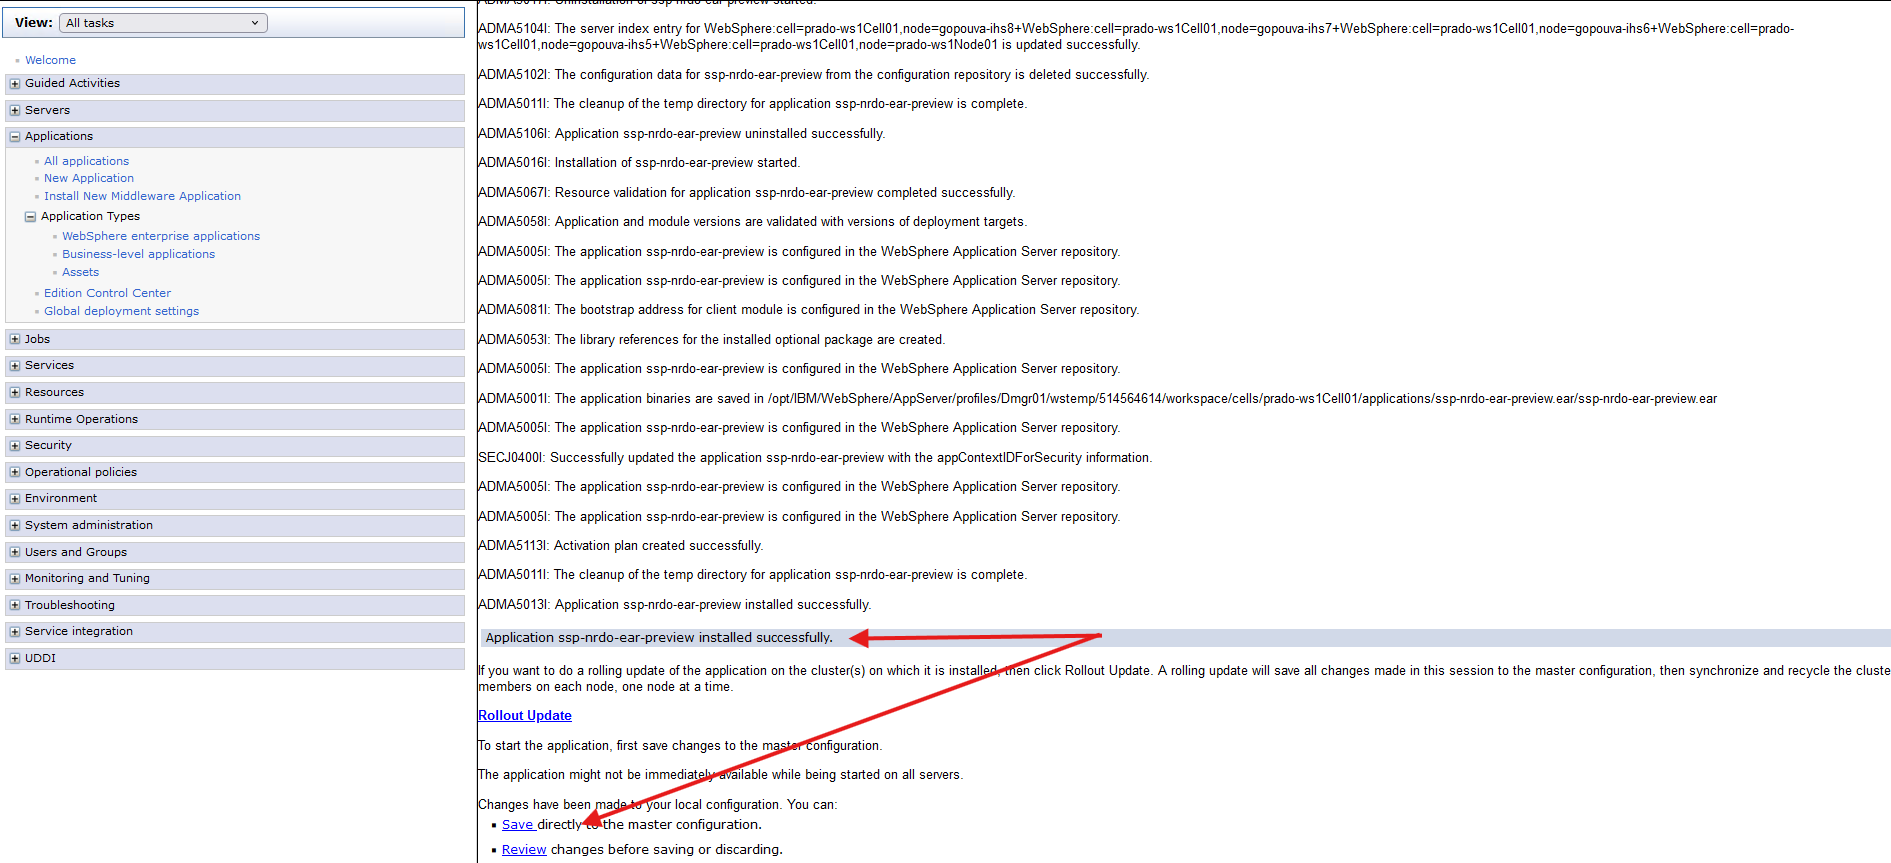 View: All tasks
Welcome
Guided Activities
Servers
Applications
All applications
New Application
Install New Middleware Application
Application Types
WebSphere enterprise applications
Business-level applications
Assets
Edition Control Center
Global deployment settings
Jobs
Services
Resources
Runtime Operations
Security
Operational policies
Environment
System administration
Users and Groups
Monitoring and Tuning
Troubleshooting
Service integration
UDDI
ADMA5017I: Uninstallation of ssp-nrdo-ear-preview started.
ADMA5104I: The server index entry for WebSphere:cell=prado-ws1Cell01,node=gopouva-ihs8+WebSphere:cell=prado-ws1Cell01,node=gopouva-ihs7+WebSphere:cell=prado-ws1Cell01,node=gopouva-ihs6+WebSphere:cell=prado-
ws1Cell01,node=gopouva-ihs5+WebSphere:cell=prado-ws1Cell01,node=prado-ws1Node01 is updated successfully.
ADMA5102I: The configuration data for ssp-nrdo-ear-preview from the configuration repository is deleted successfully.
ADMA5011I: The cleanup of the temp directory for application ssp-nrdo-ear-preview is complete.
ADMA5106I: Application ssp-nrdo-ear-preview uninstalled successfully.
ADMA5016I: Installation of ssp-nrdo-ear-preview started.
ADMA5067I: Resource validation for application ssp-nrdo-ear-preview completed successfully.
ADMA5058I: Application and module versions are validated with versions of deployment targets.
ADMA5005I: The application ssp-nrdo-ear-preview is configured in the WebSphere Application Server repository.
ADMA5005I: The application ssp-nrdo-ear-preview is configured in the WebSphere Application Server repository.
ADMA5081I: The bootstrap address for client module is configured in the WebSphere Application Server repository.
ADMA5053I: The library references for the installed optional package are created.
ADMA5005I: The application ssp-nrdo-ear-preview is configured in the WebSphere Application Server repository.
ADMA5001I: The application binaries are saved in /opt/IBM/WebSphere/AppServer/profiles/Dmgr01/wstemp/514564614/workspace/cells/prado-ws1Cell01/applications/ssp-nrdo-ear-preview.ear/ssp-nrdo-ear-preview.ear
ADMA5005I: The application ssp-nrdo-ear-preview is configured in the WebSphere Application Server repository.
SECJ0400I: Successfully updated the application ssp-nrdo-ear-preview with the appContextIDForSecurity information.
ADMA5005I: The application ssp-nrdo-ear-preview is configured in the WebSphere Application Server repository.
ADMA5005I: The application ssp-nrdo-ear-preview is configured in the WebSphere Application Server repository.
ADMA5113I: Activation plan created successfully.
ADMA5011I: The cleanup of the temp directory for application ssp-nrdo-ear-preview is complete.
ADMA5013I: Application ssp-nrdo-ear-preview installed successfully.
Application ssp-nrdo-ear-preview installed successfully.
If you want to do a rolling update of the application on the cluster(s) on which it is installed, then click Rollout Update. A rolling update will save all changes made in this session to the master configuration, then synchronize and recycle the cluste
members on each node, one node at a time.
Rollout Update
To start the application, first save changes to the master configuration.
The application might not be immediately available while being started on all servers.
Changes have been made to your local configuration. You can:
Save directly to the master configuration.
Review changes before saving or discarding.